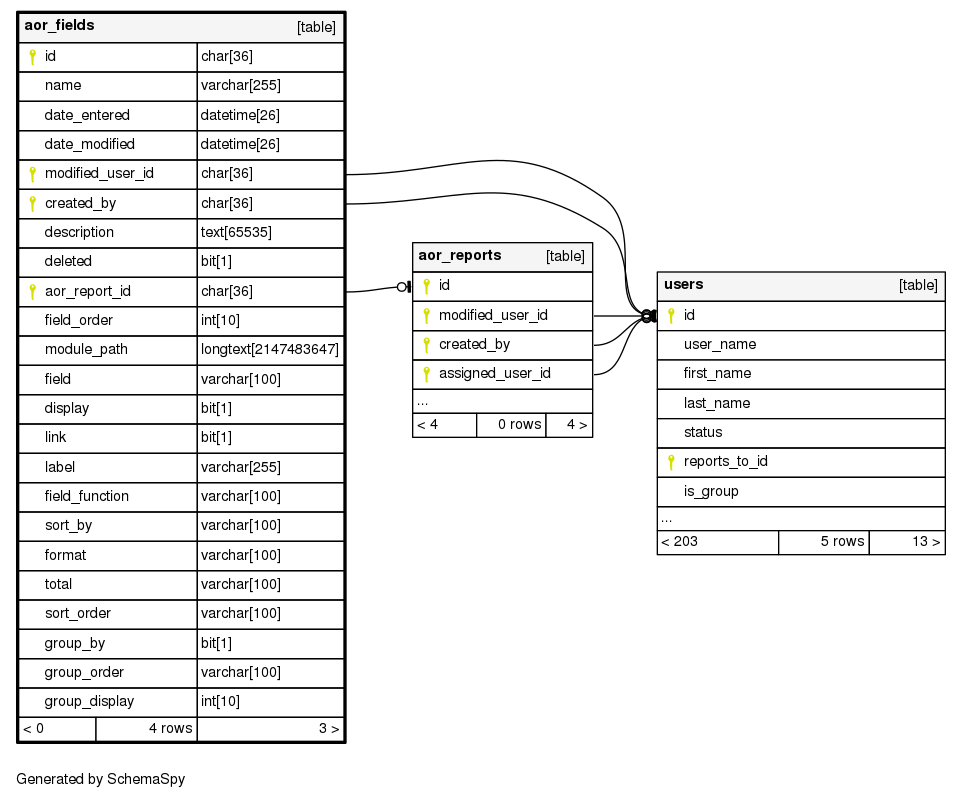 aor_fields [table]
id char[36]
name varchar[255]
date_entered datetime[26]
date_modified datetime[26]
modified_user_id char[36]
created_by char[36]
description text[65535]
deleted bit[1]
aor_report_id char[36]
field_order int[10]
module_path longtext[2147483647]
field varchar[100]
display bit[1]
link bit[1]
label varchar[255]
field_function varchar[100]
sort_by varchar[100]
format varchar[100]
total varchar[100]
sort_order varchar[100]
group_by bit[1]
group_order varchar[100]
group_display int[10]
< 0 4 rows 3 >
aor_reports [table]
id
modified_user_id
created_by
assigned_user_id
...
< 4 0 rows 4 >
users [table]
id
user_name
first_name
last_name
status
reports_to_id
is_group
...
< 203 5 rows 13 >
Generated by SchemaSpy